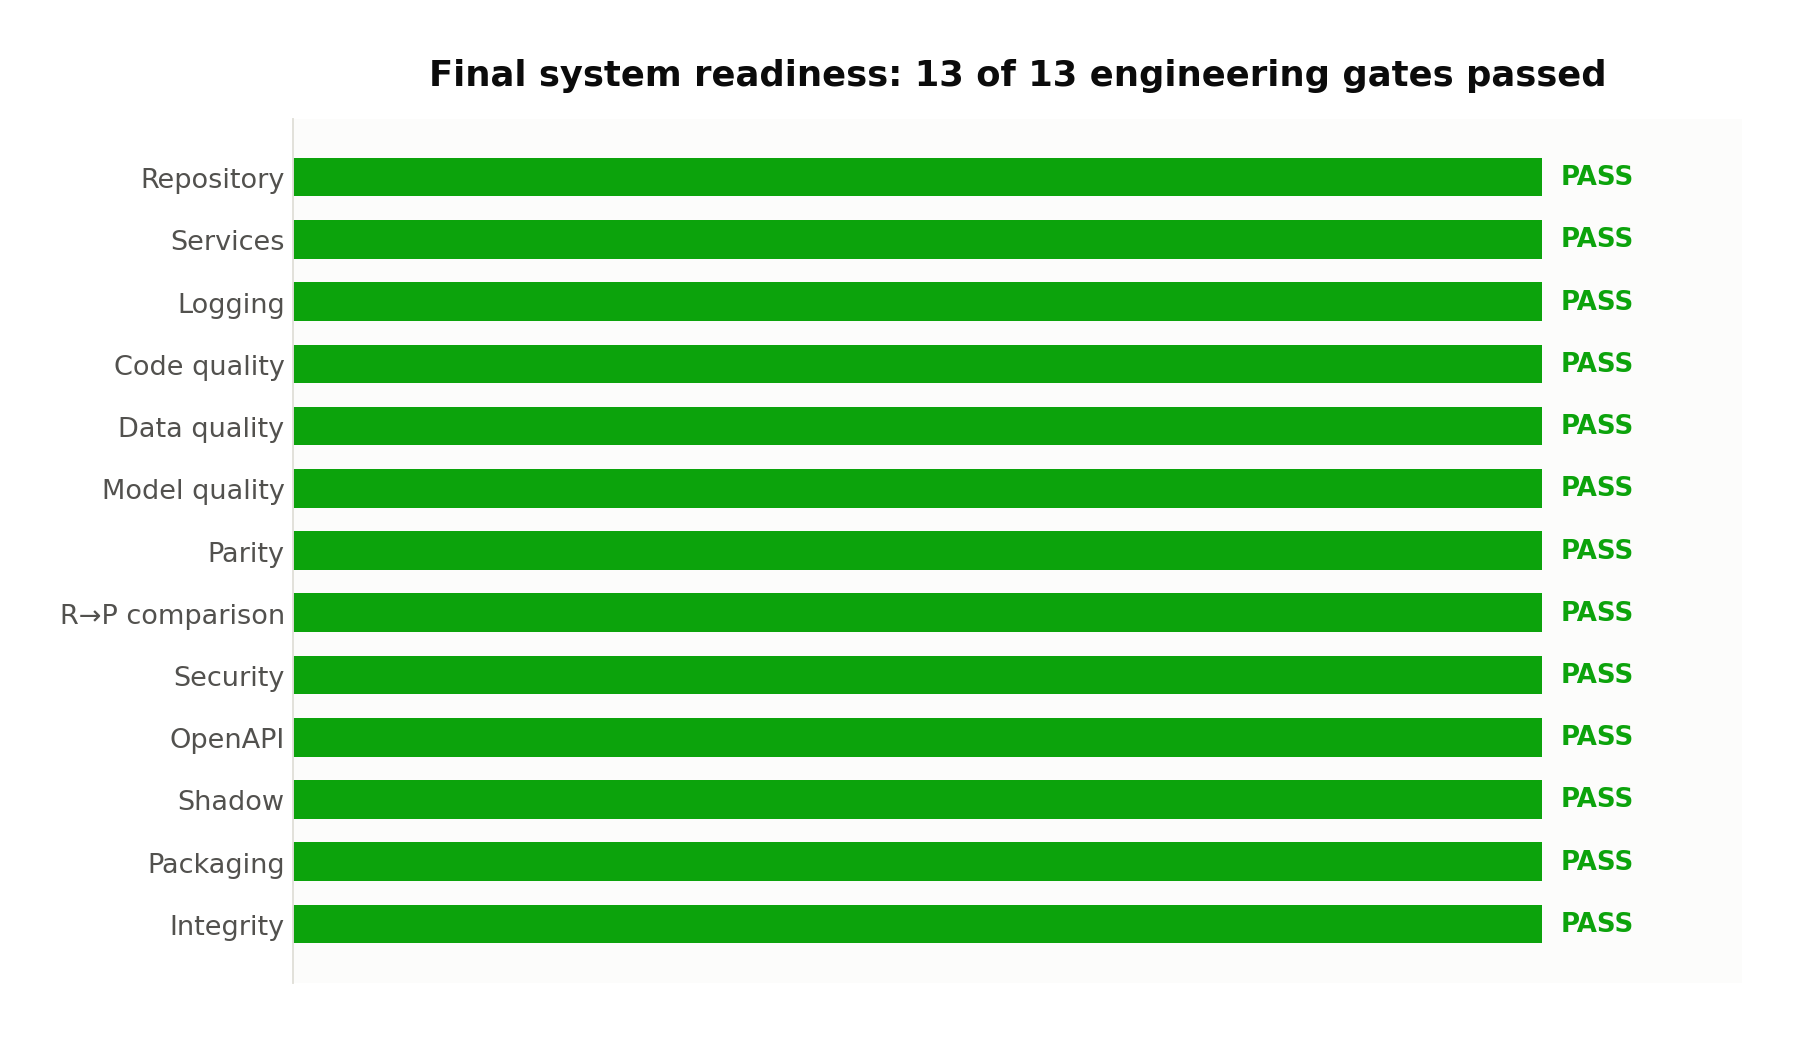 Final system readiness: 13 of 13 engineering gates passed
Repository PASS
Services PASS
Logging PASS
Code quality PASS
Data quality PASS
Model quality PASS
Parity PASS
R→P comparison PASS
Security PASS
OpenAPI PASS
Shadow PASS
Packaging PASS
Integrity PASS